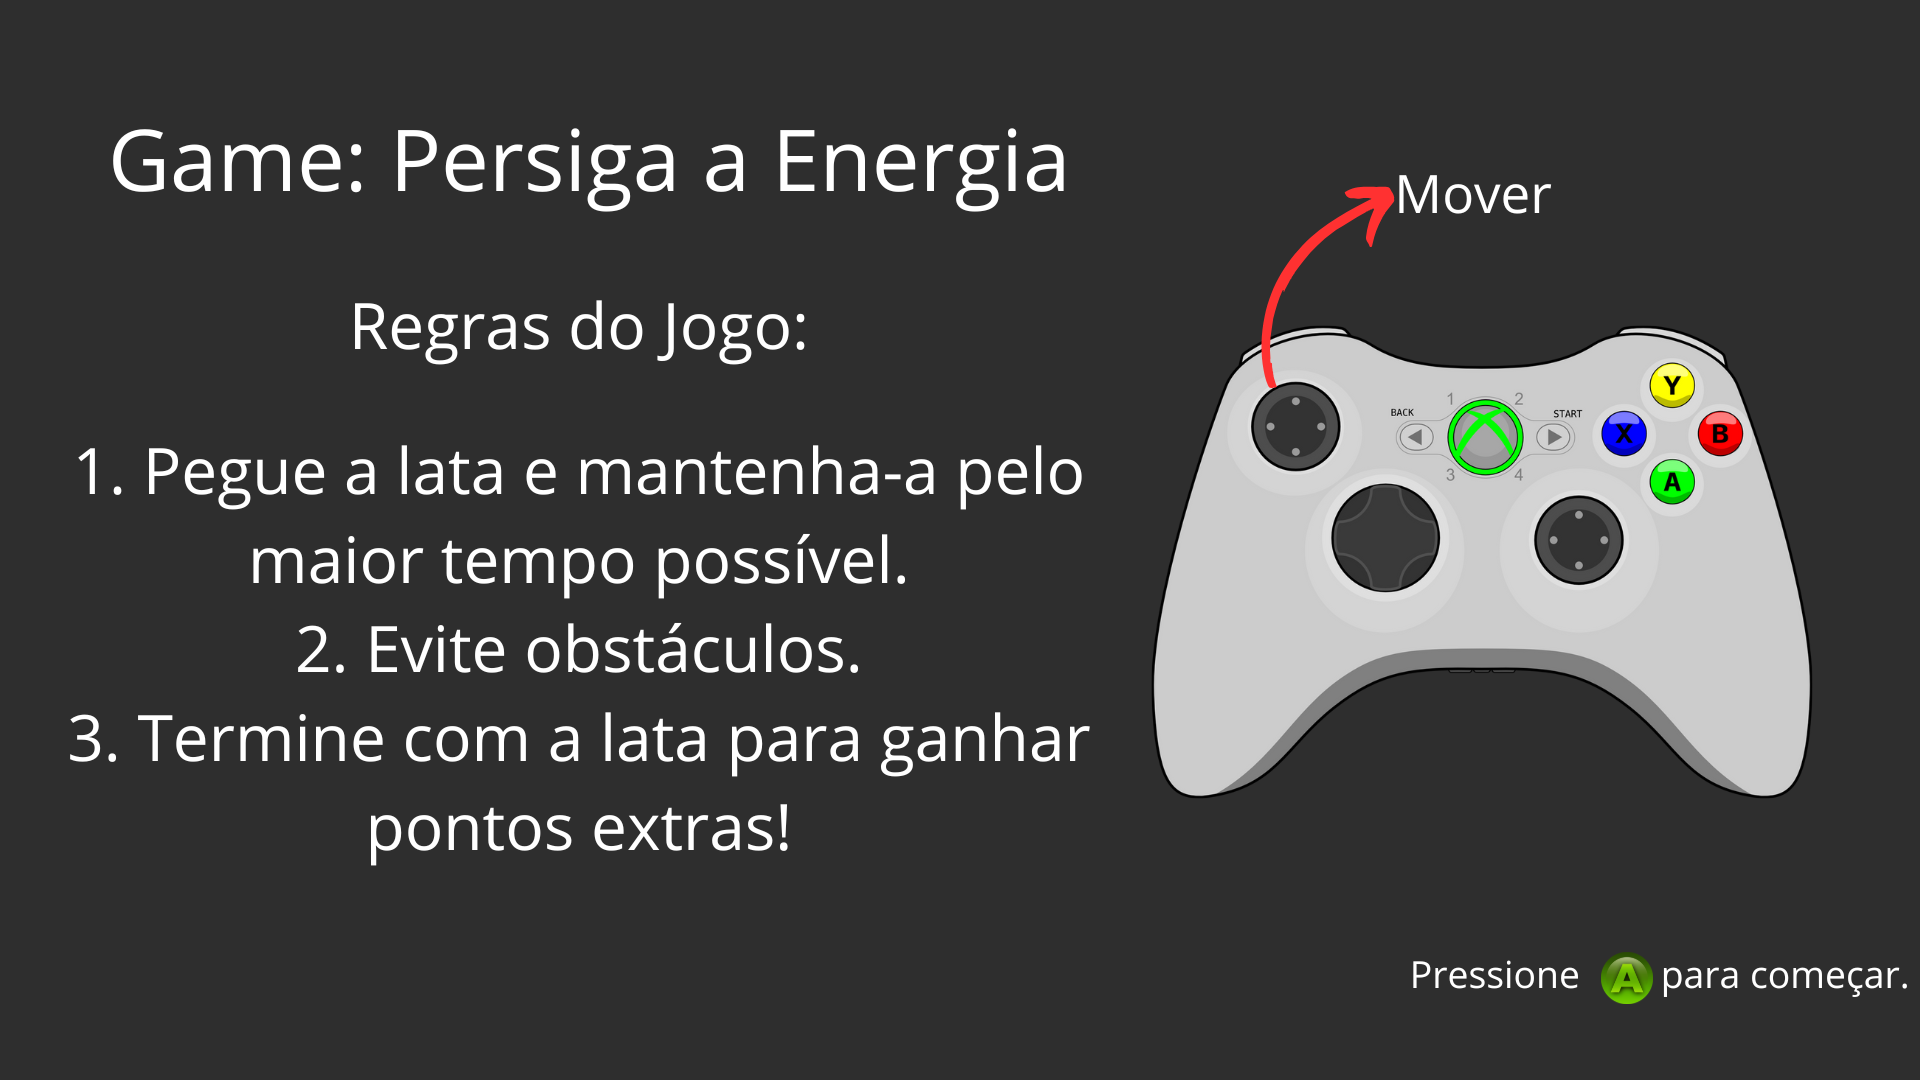 Game: Persiga a Energia
Regras do Jogo:
1. Pegue a lata e mantenha-a pelo
maior tempo possível.
2. Evite obstáculos.
3. Termine com a lata para ganhar
pontos extras!
Mover
1 2
BACK START
3 4
Y
X B
A
Pressione A para começar.